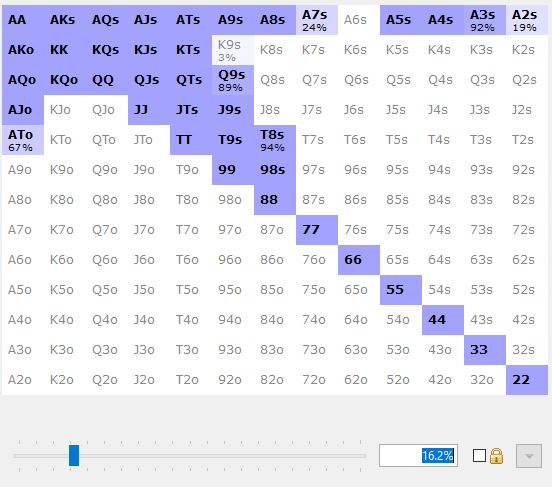 AA AKs AQs AJs ATs A9s A8s A7s 24% A6s A5s A4s A3s 92% A2s 19%
AKo KK KQs KJs KTs K9s 3% K8s K7s K6s K5s K4s K3s K2s
AQo KQo QQ QJs QTs Q9s 89% Q8s Q7s Q6s Q5s Q4s Q3s Q2s
AJo KJo QJo JJ JTs J9s J8s J7s J6s J5s J4s J3s J2s
ATo 67% KTo QTo JTo TT T9s T8s 94% T7s T6s T5s T4s T3s T2s
A9o K9o Q9o J9o T9o 99 98s 97s 96s 95s 94s 93s 92s
A8o K8o Q8o J8o T8o 98o 88 87s 86s 85s 84s 83s 82s
A7o K7o Q7o J7o T7o 97o 87o 77 76s 75s 74s 73s 72s
A6o K6o Q6o J6o T6o 96o 86o 76o 66 65s 64s 63s 62s
A5o K5o Q5o J5o T5o 95o 85o 75o 65o 55 54s 53s 52s
A4o K4o Q4o J4o T4o 94o 84o 74o 64o 54o 44 43s 42s
A3o K3o Q3o J3o T3o 93o 83o 73o 63o 53o 43o 33 32s
A2o K2o Q2o J2o T2o 92o 82o 72o 62o 52o 42o 32o 22
16.2%